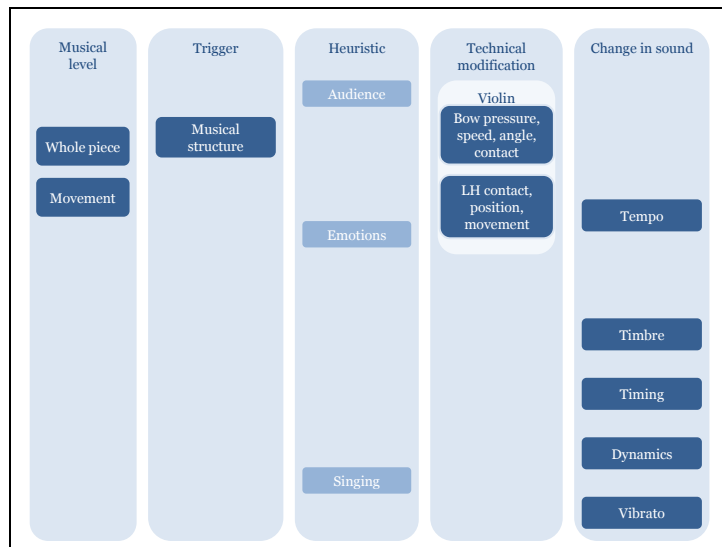 Musical
level
Whole piece
Movement
Trigger
Musical
structure
Heuristic
Audience
Emotions
Singing
Technical
modification
Violin
Bow pressure,
speed, angle,
contact
LH contact,
position,
movement
Change in sound
Tempo
Timbre
Timing
Dynamics
Vibrato